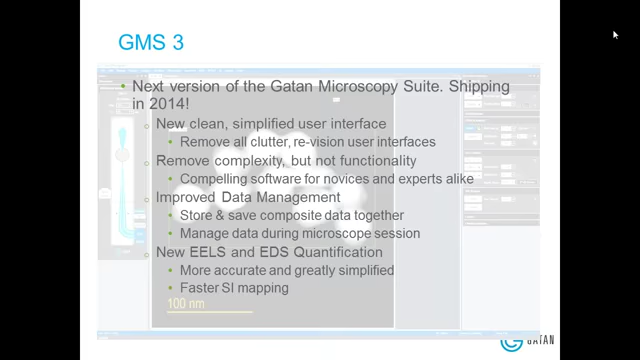 GMS 3
• Next version of the Gatan Microscopy Suite. Shipping
in 2014!
o New clean, simplified user interface
• Remove all clutter, re-vision user interfaces
o Remove complexity, but not functionality
• Compelling software for novices and experts alike
o Improved Data Management
• Store & save composite data together
• Manage data during microscope session
o New EELS and EDS Quantification
• More accurate and greatly simplified
• Faster SI mapping
100 nm
GATAN